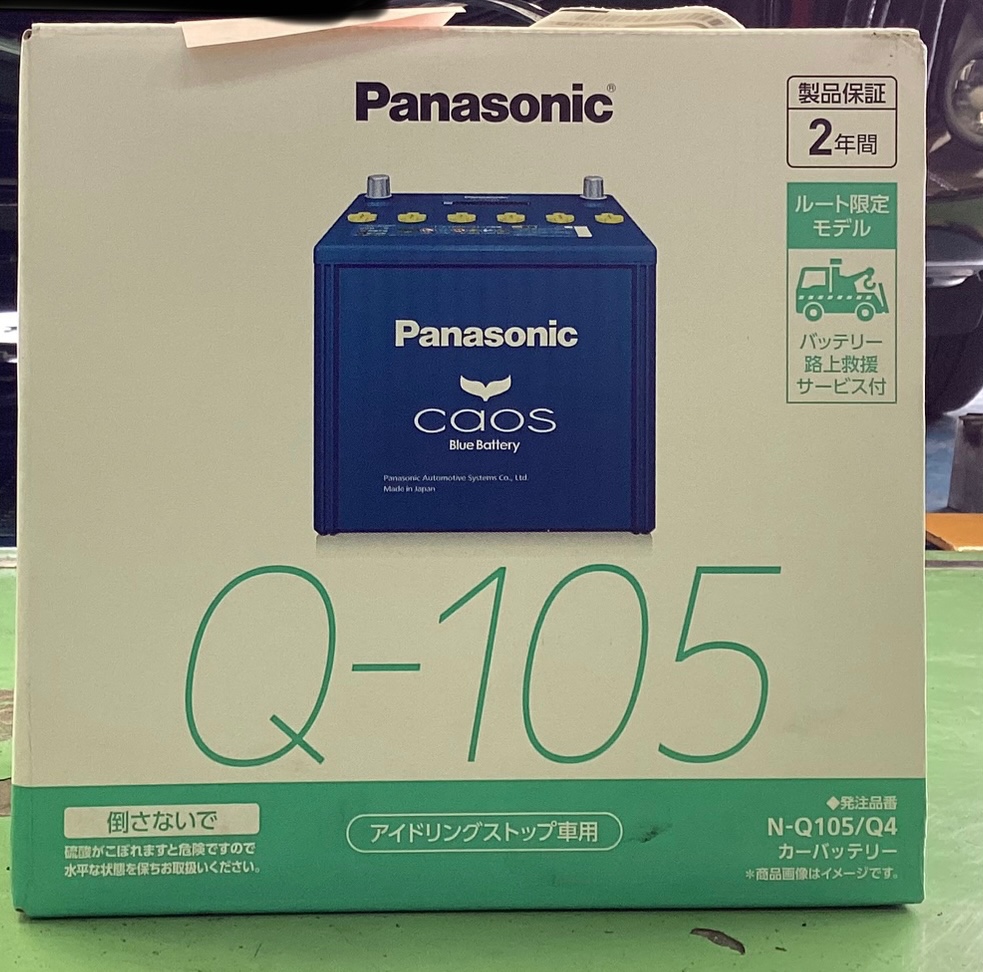 Panasonic®
製品保証
2年間
ルート限定
モデル
バッテリー
路上救援
サービス付
Panasonic
caos
Blue Battery
Panasonic Automotive Systems Co., Ltd.
Made in Japan
Q-105
倒さないで
硫酸がこぼれますと危険ですので
水平な状態を保ちお取扱いください。
アイドリングストップ車用
◆発注品番
N-Q105/Q4
カーバッテリー
*商品画像はイメージです。